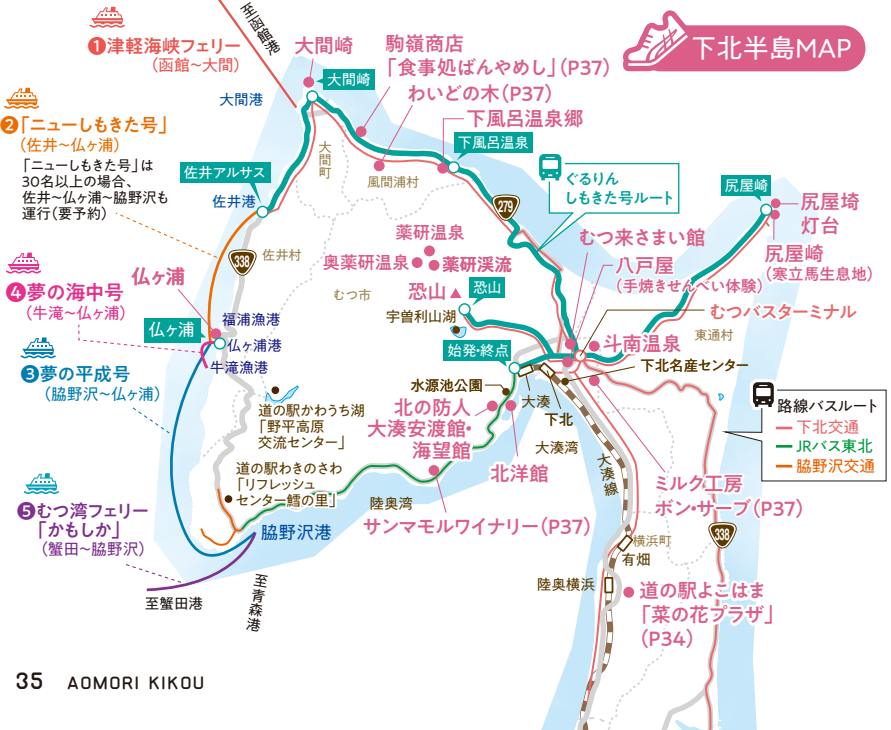 下北半島MAP
至函館港
❶津軽海峡フェリー
(函館~大間)
大間崎
大間崎
大間港
駒嶺商店
「食事処ばんやめし」(P37)
わいどの木(P37)
下風呂温泉郷
下風呂温泉
❷「ニューしもきた号」
(佐井~仏ヶ浦)
「ニューしもきた号」は
30名以上の場合、
佐井~仏ヶ浦~脇野沢も
運行(要予約)
佐井アルサス
佐井港
大間町
風間浦村
ぐるりん
しもきた号ルート
279
尻屋崎
尻屋埼
灯台
尻屋崎
(寒立馬生息地)
338
佐井村
薬研温泉
奥薬研温泉
薬研渓流
むつ市
恐山
恐山
宇曽利山湖
むつ来さまい館
八戸屋
(手焼きせんべい体験)
むつバスターミナル
東通村
斗南温泉
下北名産センター
始発・終点
❹夢の海中号
(牛滝~仏ヶ浦)
仏ヶ浦
仏ヶ浦
福浦漁港
仏ヶ浦港
牛滝漁港
❸夢の平成号
(脇野沢~仏ヶ浦)
水源池公園
大湊
下北
大湊湾
大湊線
北の防人
大湊安渡館・
海望館
北洋館
路線バスルート
下北交通
JRバス東北
脇野沢交通
道の駅かわうち湖
「野平高原
交流センター」
道の駅わきのさわ
「リフレッシュ
センター鱈の里」
陸奥湾
サンマモルワイナリー(P37)
ミルク工房
ボン・サーブ(P37)
❺むつ湾フェリー
「かもしか」
(蟹田~脇野沢)
脇野沢港
至蟹田港
至青森港
338
横浜町
有畑
陸奥横浜
道の駅よこはま
「菜の花プラザ」
(P34)
35 AOMORI KIKOU